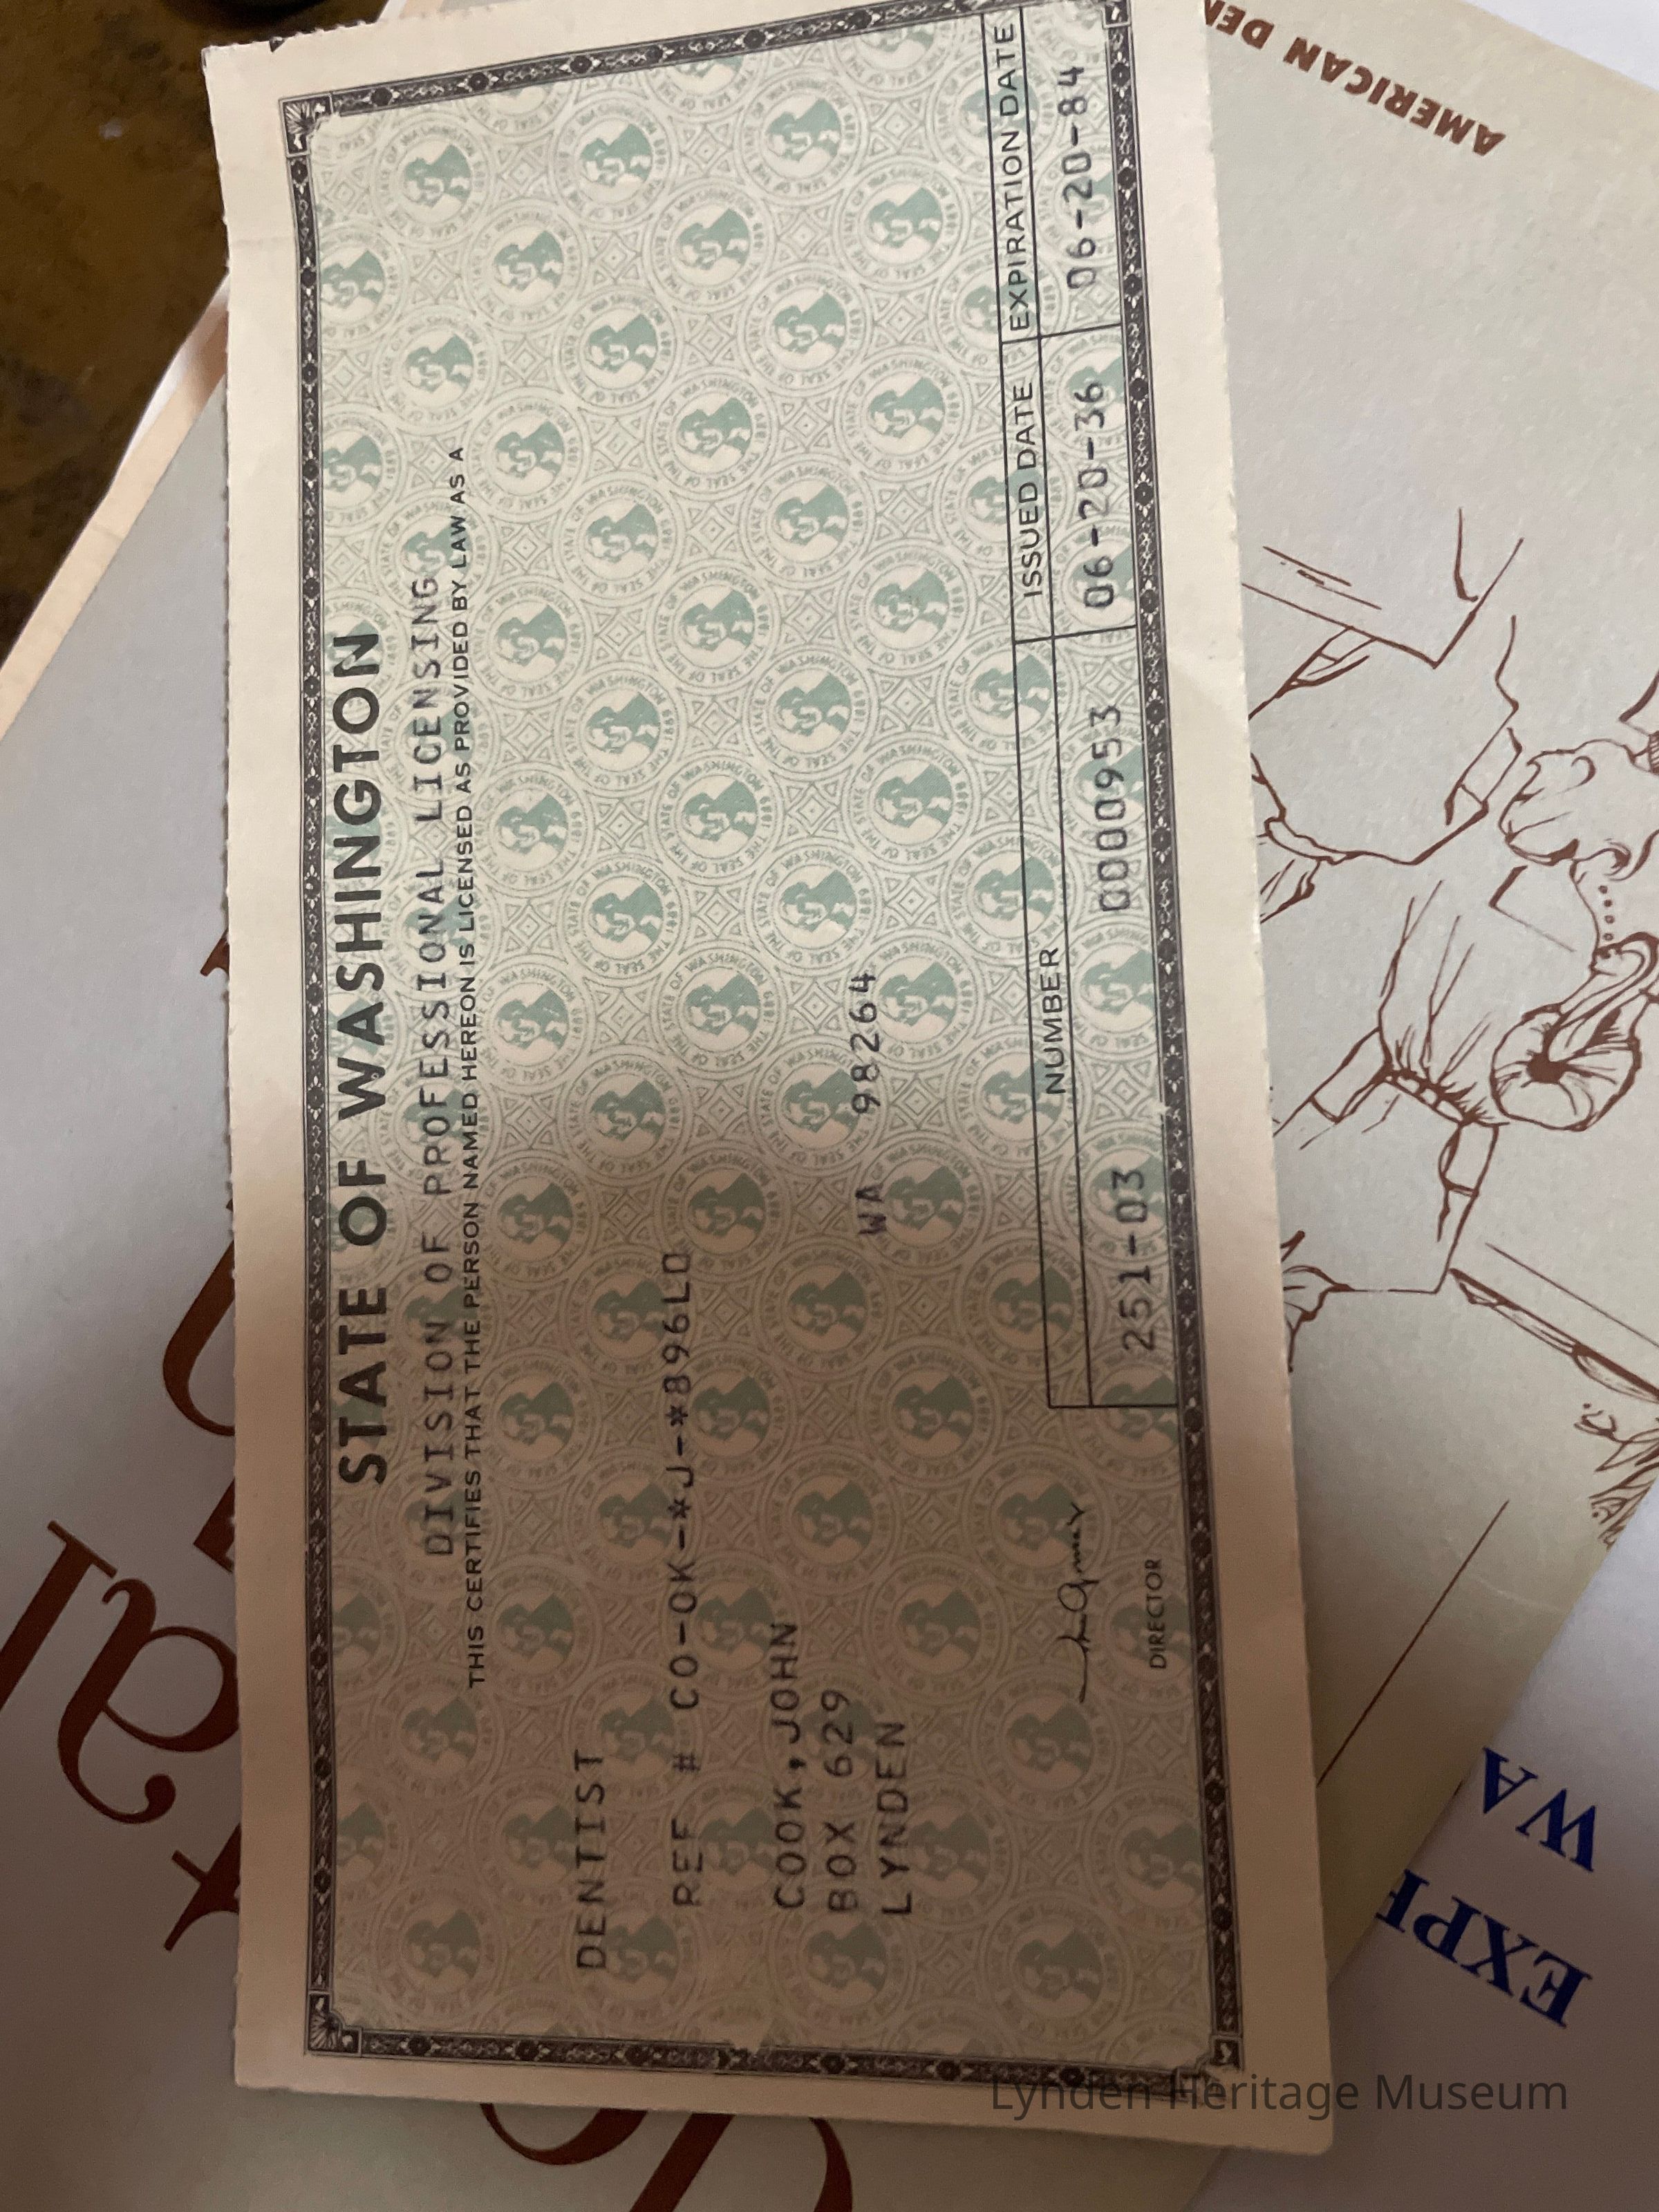 STATE OF WASHINGTON
DIVISION OF PROFESSIONAL LICENSING
THIS CERTIFIES THAT THE PERSON NAMED HEREON IS LICENSED AS PROVIDED BY LAW AS A
DENTIST
REF # CO-OK-*J-*896LD
COOK,JOHN
BOX 629
LYNDEN WA 98264
DIRECTOR
NUMBER ISSUED DATE EXPIRATION DATE
251-03 0000953 06-20-36 06-20-84
AMERICAN
WA
Lynden Heritage Museum